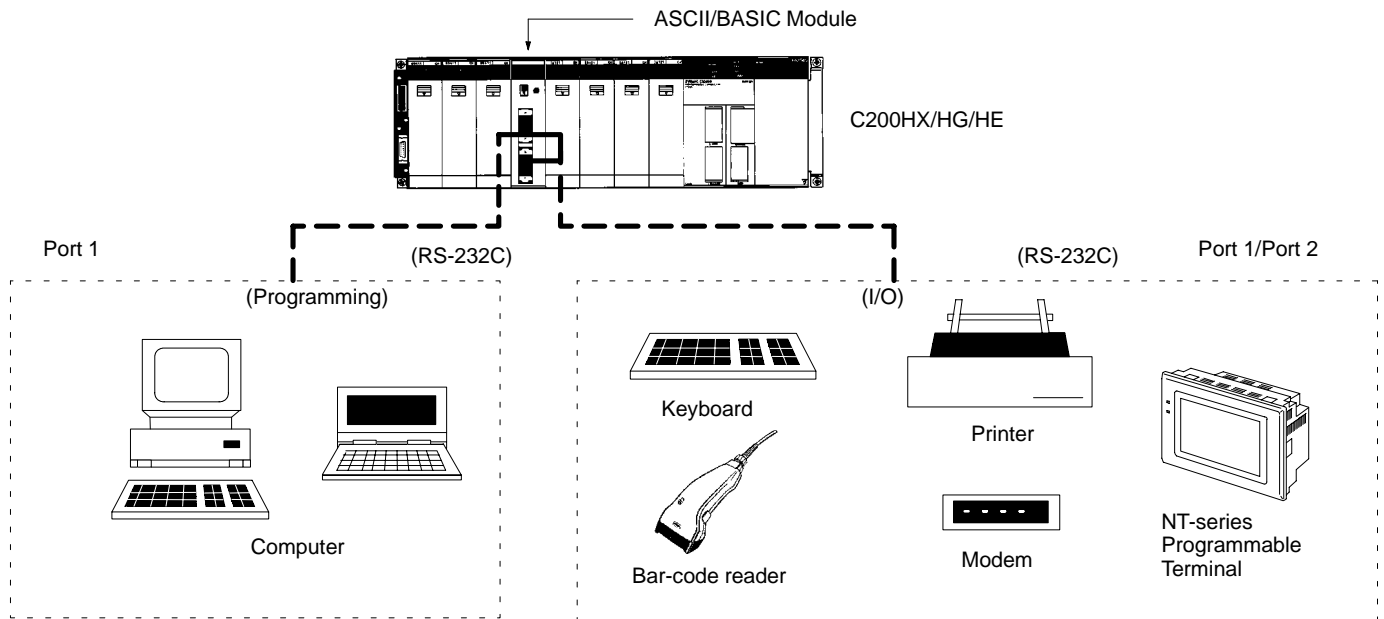 ASCII/BASIC Module
C200HX/HG/HE
Port 1
(RS-232C)
(RS-232C)
Port 1/Port 2
(Programming)
(I/O)
Keyboard
Printer
Computer
Bar-code reader
Modem
NT-series
Programmable
Terminal